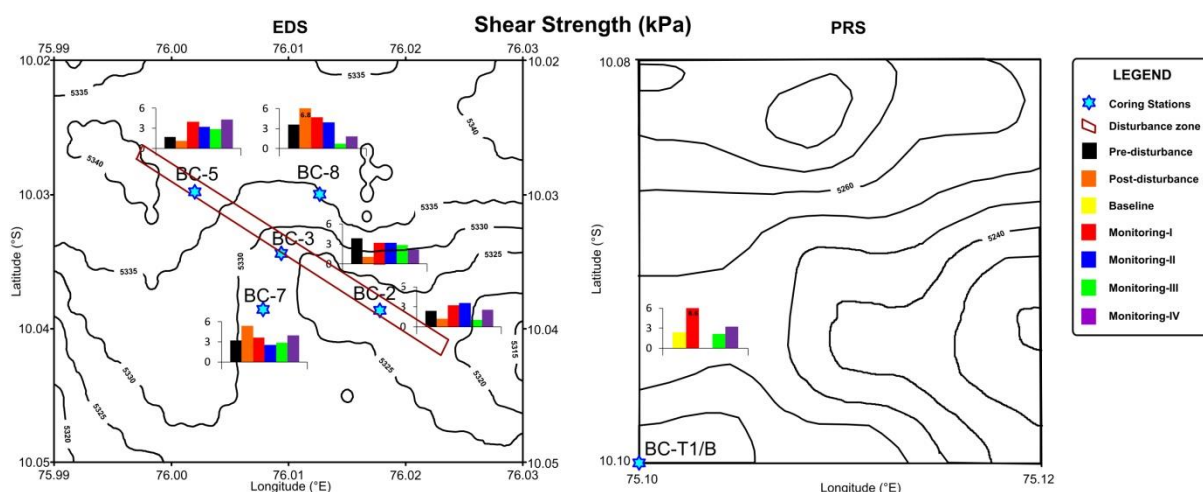 Shear Strength (kPa)
EDS
PRS
75.99 76.00 76.01 76.02 76.03
10.02 10.02
10.03 10.03
10.04 10.04
10.05 10.05
75.99 76.00 76.01 76.02 76.03
Latitude (°S)
Longitude (°E)
5335
5335
5340
5340
5335
5330
5325
5335
5330
5330
5325
5320
5325
5320
5315
6
3
0
BC-5
6
3
0
6.8
BC-8
6
3
0
BC-3
6
3
0
BC-2
6
3
0
BC-7
10.08
10.10
75.10 75.12
Latitude (°S)
Longitude (°E)
5260
5240
6
3
0
BC-T1/B
LEGEND
Coring Stations
Disturbance zone
Pre-disturbance
Post-disturbance
Baseline
Monitoring-I
Monitoring-II
Monitoring-III
Monitoring-IV